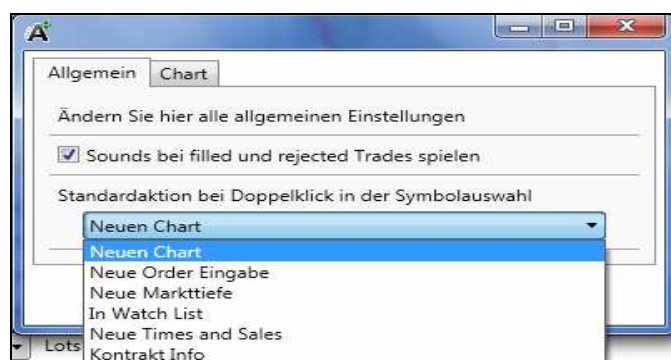 A+
Allgemein Chart
Ändern Sie hier alle allgemeinen Einstellungen
Sounds bei filled und rejected Trades spielen
Standardaktion bei Doppelklick in der Symbolauswahl
Neuen Chart
Neuen Chart
Neue Order Eingabe
Neue Markttiefe
In Watch List
Neue Times and Sales
Lots
Kontrakt Info